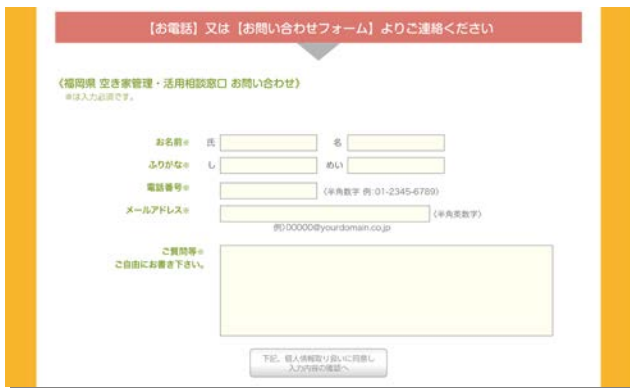 【お電話】又は【お問い合わせフォーム】よりご連絡ください
《福岡県 空き家管理・活用相談窓口 お問い合わせ》
※は入力必須です。
お名前※ 氏 名
ふりがな※ し めい
電話番号※ (半角数字 例:01-2345-6789)
メールアドレス※ (半角英数字)
例)00000@yourdomain.co.jp
ご質問等※
ご自由にお書き下さい。
下記、個人情報取り扱いに同意し
入力内容の確認へ